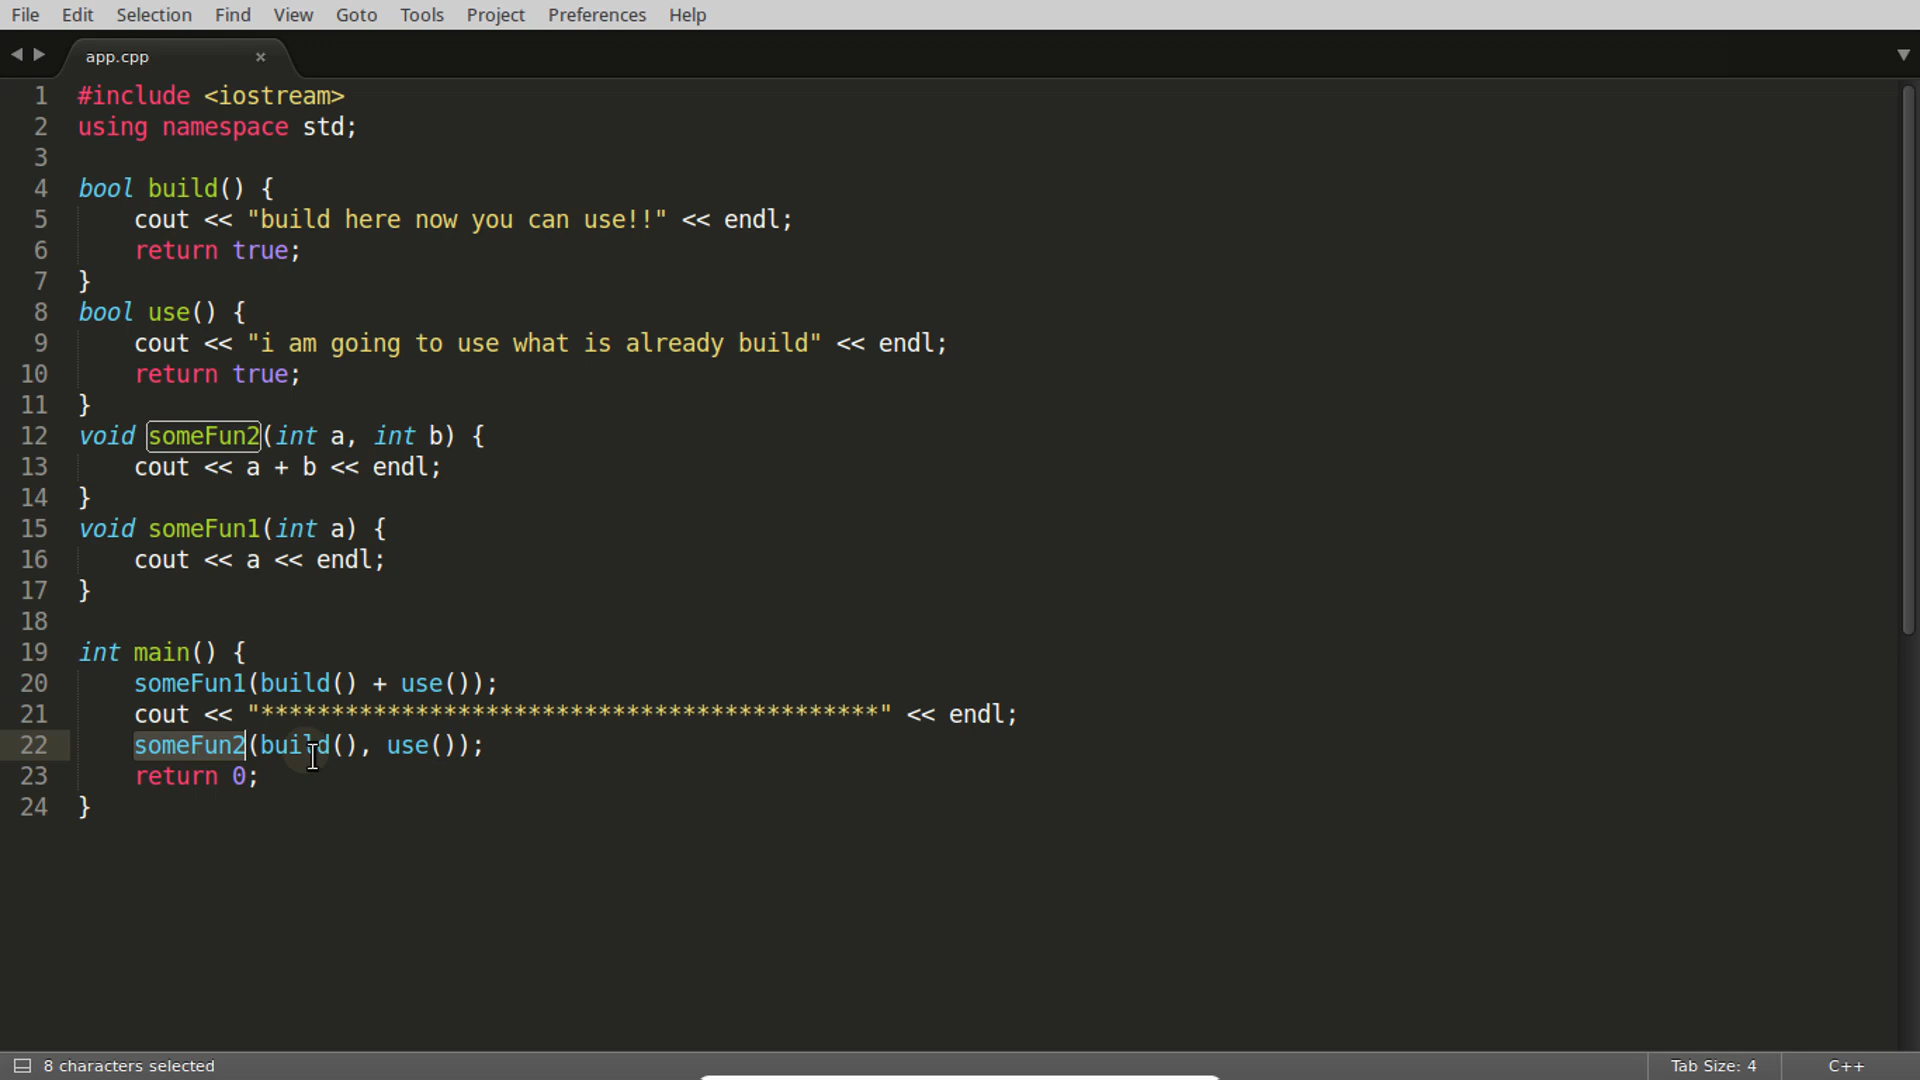 File Edit Selection Find View Goto Tools Project Preferences Help
app.cpp
1 #include <iostream>
2 using namespace std;
3
4 bool build() {
5 cout << "build here now you can use!!" << endl;
6 return true;
7 }
8 bool use() {
9 cout << "i am going to use what is already build" << endl;
10 return true;
11 }
12 void someFun2(int a, int b) {
13 cout << a + b << endl;
14 }
15 void someFun1(int a) {
16 cout << a << endl;
17 }
18
19 int main() {
20 someFun1(build() + use());
21 cout << "********************************************" << endl;
22 someFun2(build(), use());
23 return 0;
24 }
8 characters selected Tab Size: 4 C++